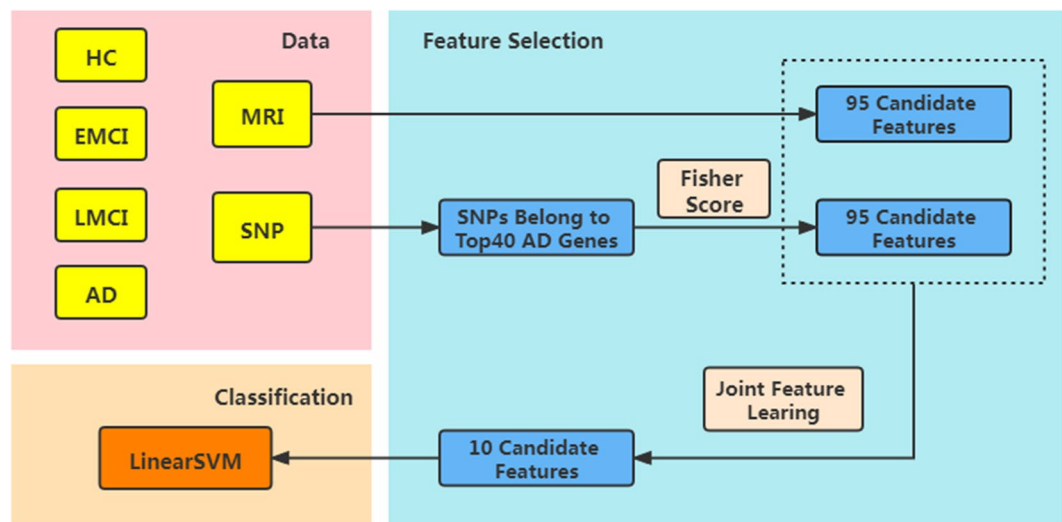 Data
HC
EMCI
LMCI
AD
MRI
SNP
Feature Selection
95 Candidate
Features
SNPs Belong to
Top40 AD Genes
Fisher
Score
95 Candidate
Features
Joint Feature
Learing
10 Candidate
Features
Classification
LinearSVM